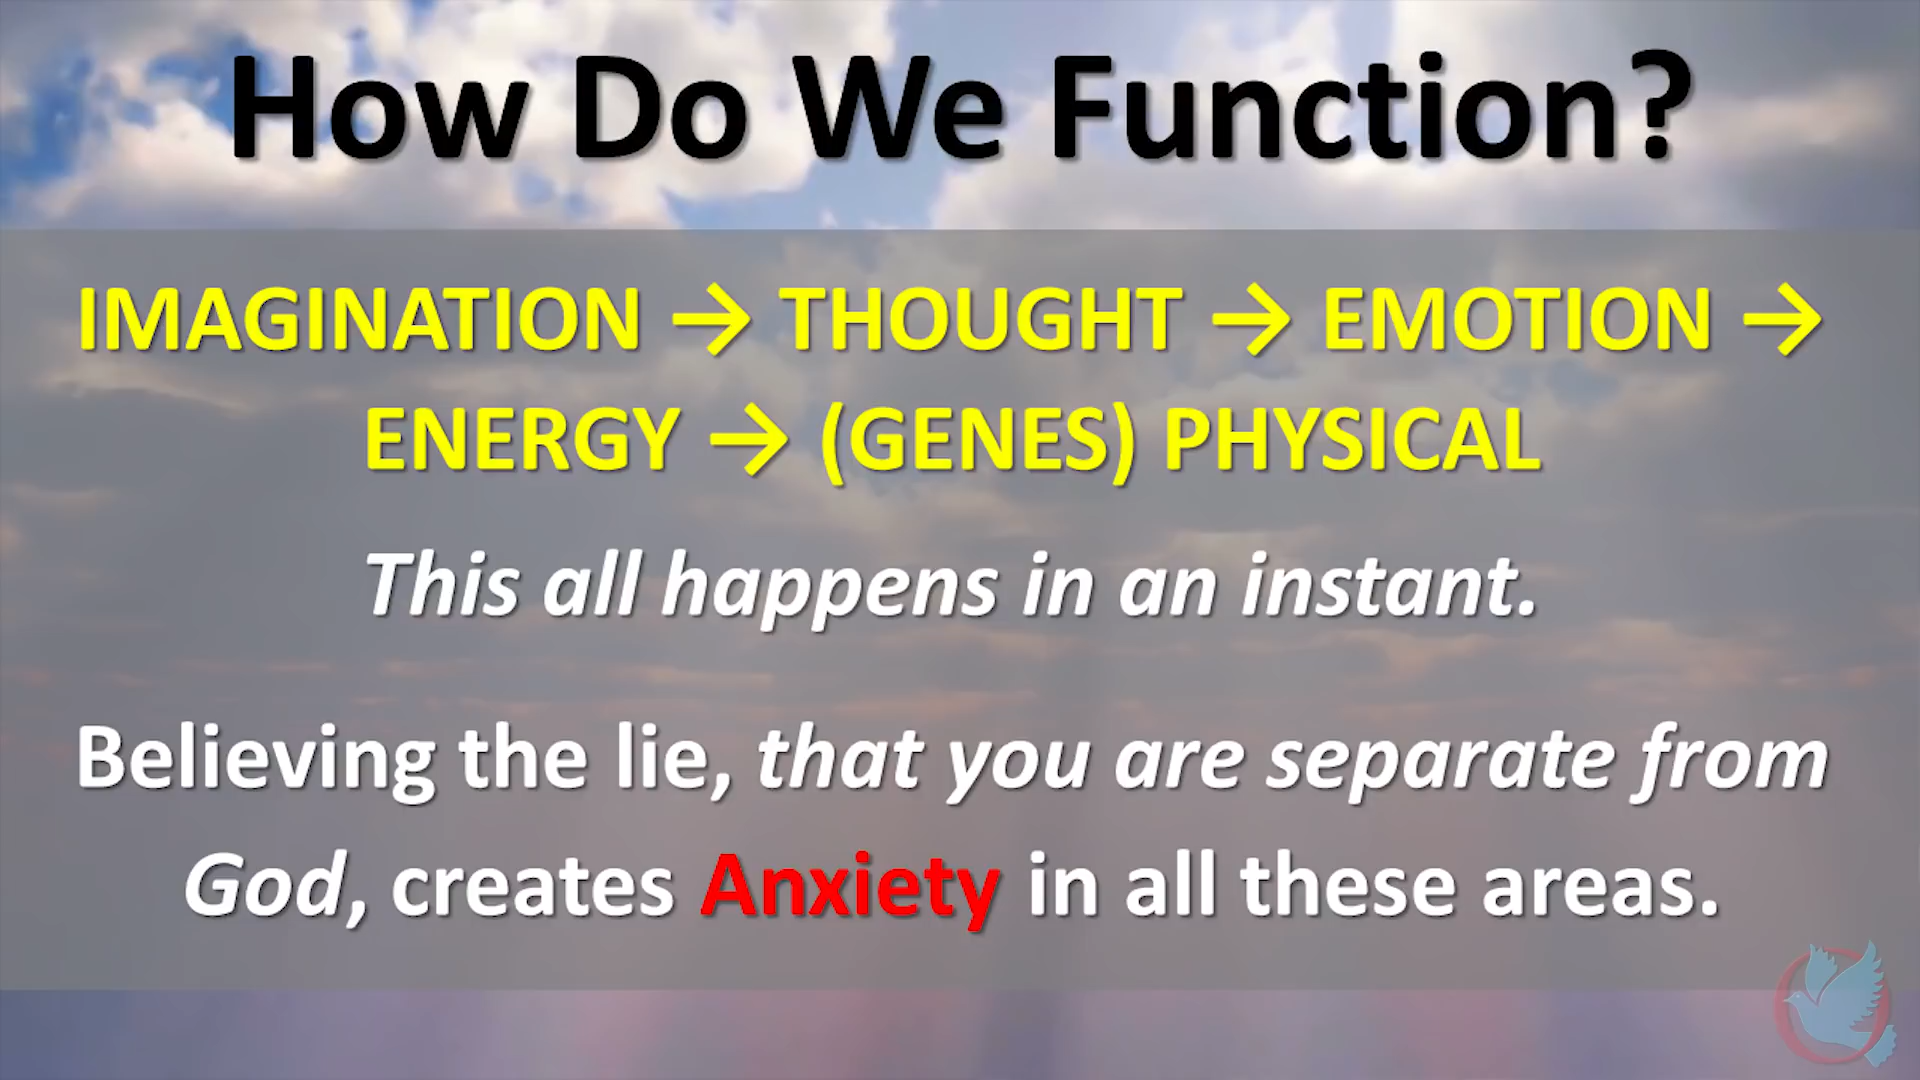 How Do We Function?
IMAGINATION → THOUGHT → EMOTION →
ENERGY → (GENES) PHYSICAL
This all happens in an instant.
Believing the lie, that you are separate from
God, creates Anxiety in all these areas.